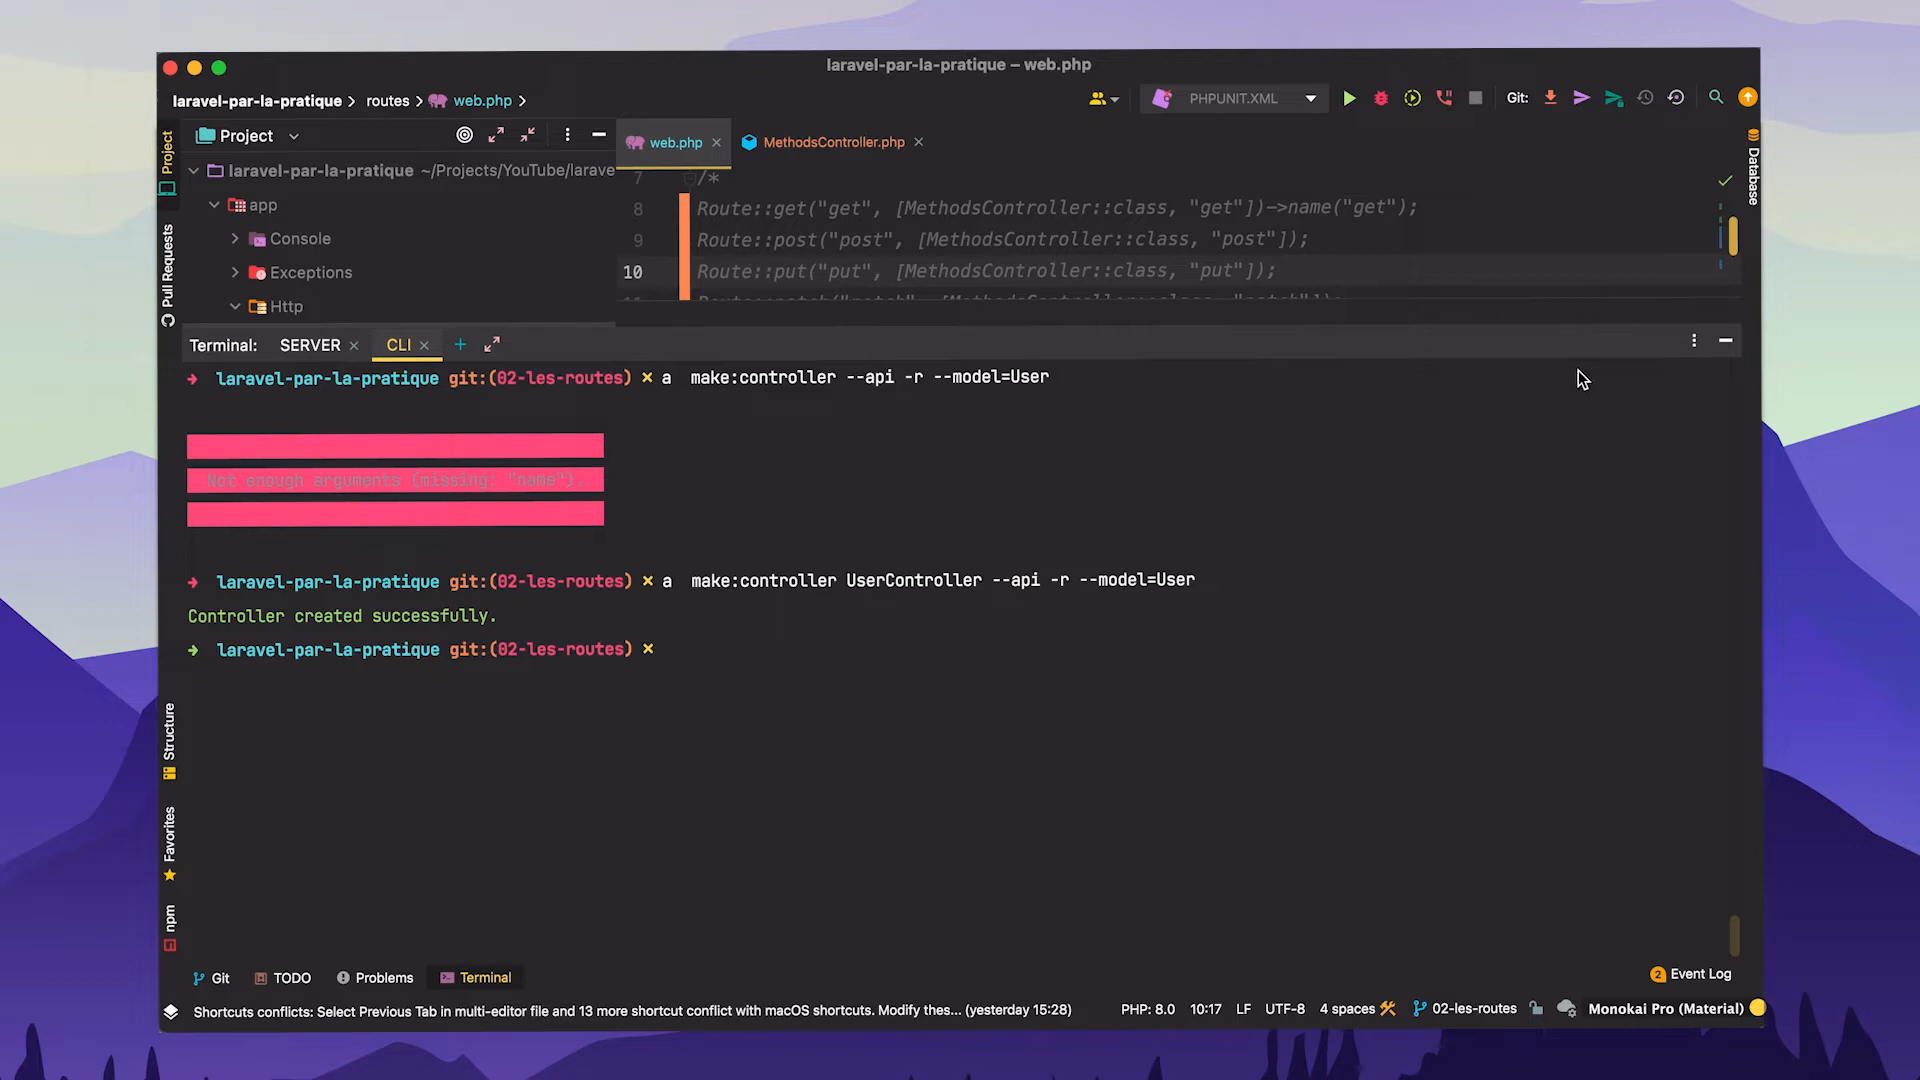 laravel-par-la-pratique – web.php
laravel-par-la-pratique > routes > web.php >
PHPUNIT.XML
Git:
Project
web.php ×
MethodsController.php ×
Project
Pull Requests
Database
laravel-par-la-pratique ~/Projects/YouTube/larave
app
Console
Exceptions
Http
7 /*
8 Route::get("get", [MethodsController::class, "get"])->name("get");
9 Route::post("post", [MethodsController::class, "post"]);
10 Route::put("put", [MethodsController::class, "put"]);
Terminal: SERVER × CLI × +
➜ laravel-par-la-pratique git:(02-les-routes) × a make:controller --api -r --model=User
Not enough arguments (missing: "name").
➜ laravel-par-la-pratique git:(02-les-routes) × a make:controller UserController --api -r --model=User
Controller created successfully.
➜ laravel-par-la-pratique git:(02-les-routes) ×
Structure
Favorites
npm
Git
TODO
Problems
Terminal
2 Event Log
Shortcuts conflicts: Select Previous Tab in multi-editor file and 13 more shortcut conflict with macOS shortcuts. Modify thes... (yesterday 15:28)
PHP: 8.0 10:17 LF UTF-8 4 spaces 02-les-routes Monokai Pro (Material)